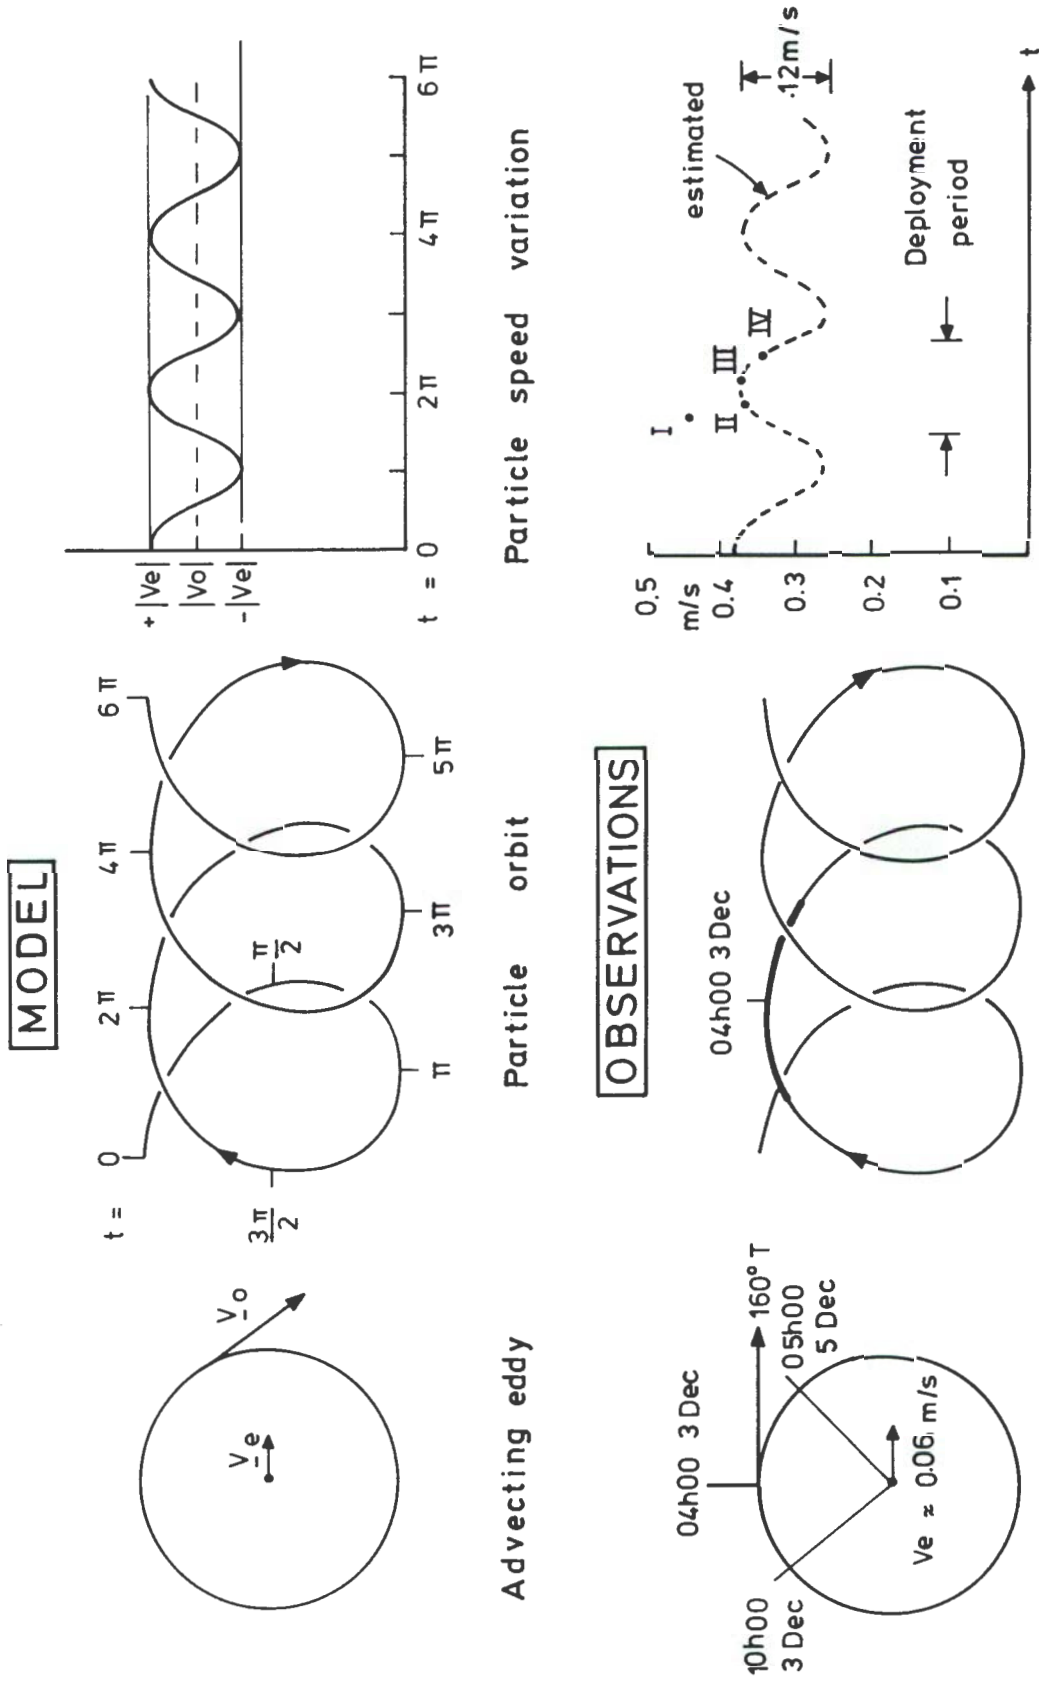 MODEL
V̲e
V̲o
Advecting eddy
t =
0
2π
4π
6π
3π
2
π
2
π
3π
5π
Particle orbit
+|Ve|
|Vo|
-|Ve|
t =
0
2π
4π
6π
Particle speed variation
OBSERVATIONS
04h00 3 Dec
160°T
05h00
5 Dec
10h00
3 Dec
Ve ≈ 0.06 m/s
04h00 3 Dec
0.5
m/s
0.4
0.3
0.2
0.1
I
II
III
IV
estimated
.12m/s
Deployment
period
t